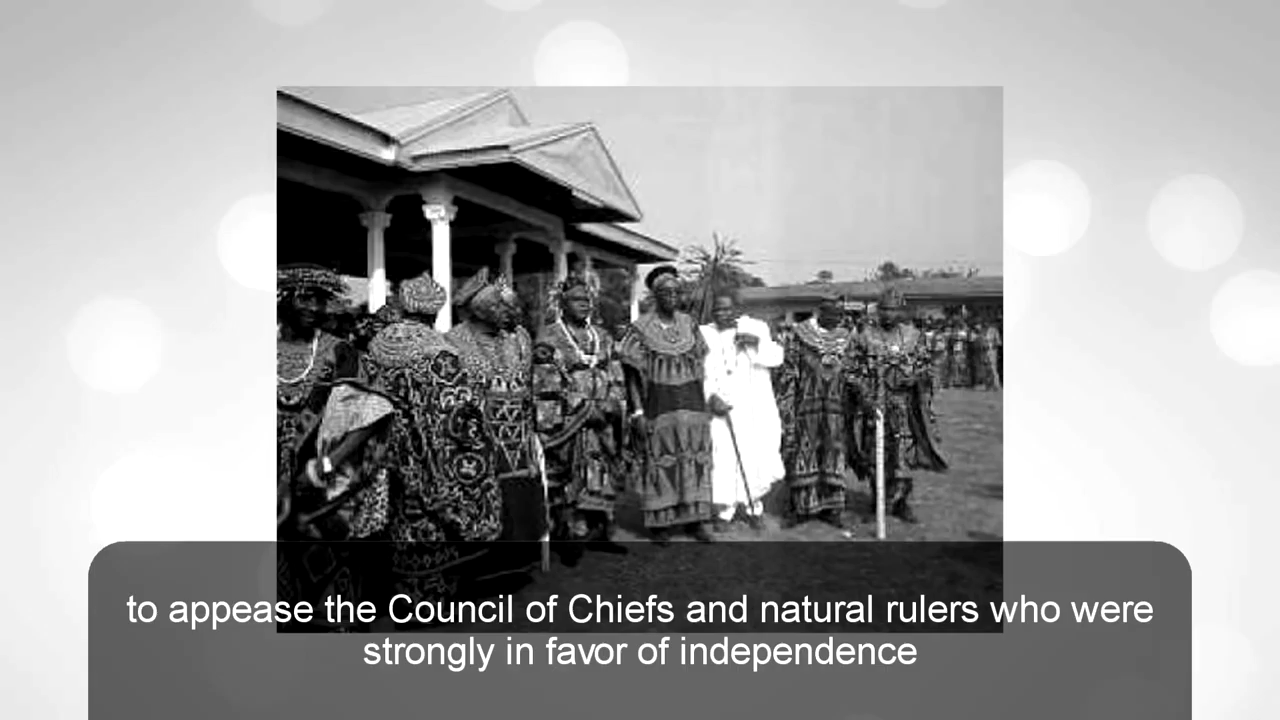 to appease the Council of Chiefs and natural rulers who were
strongly in favor of independence